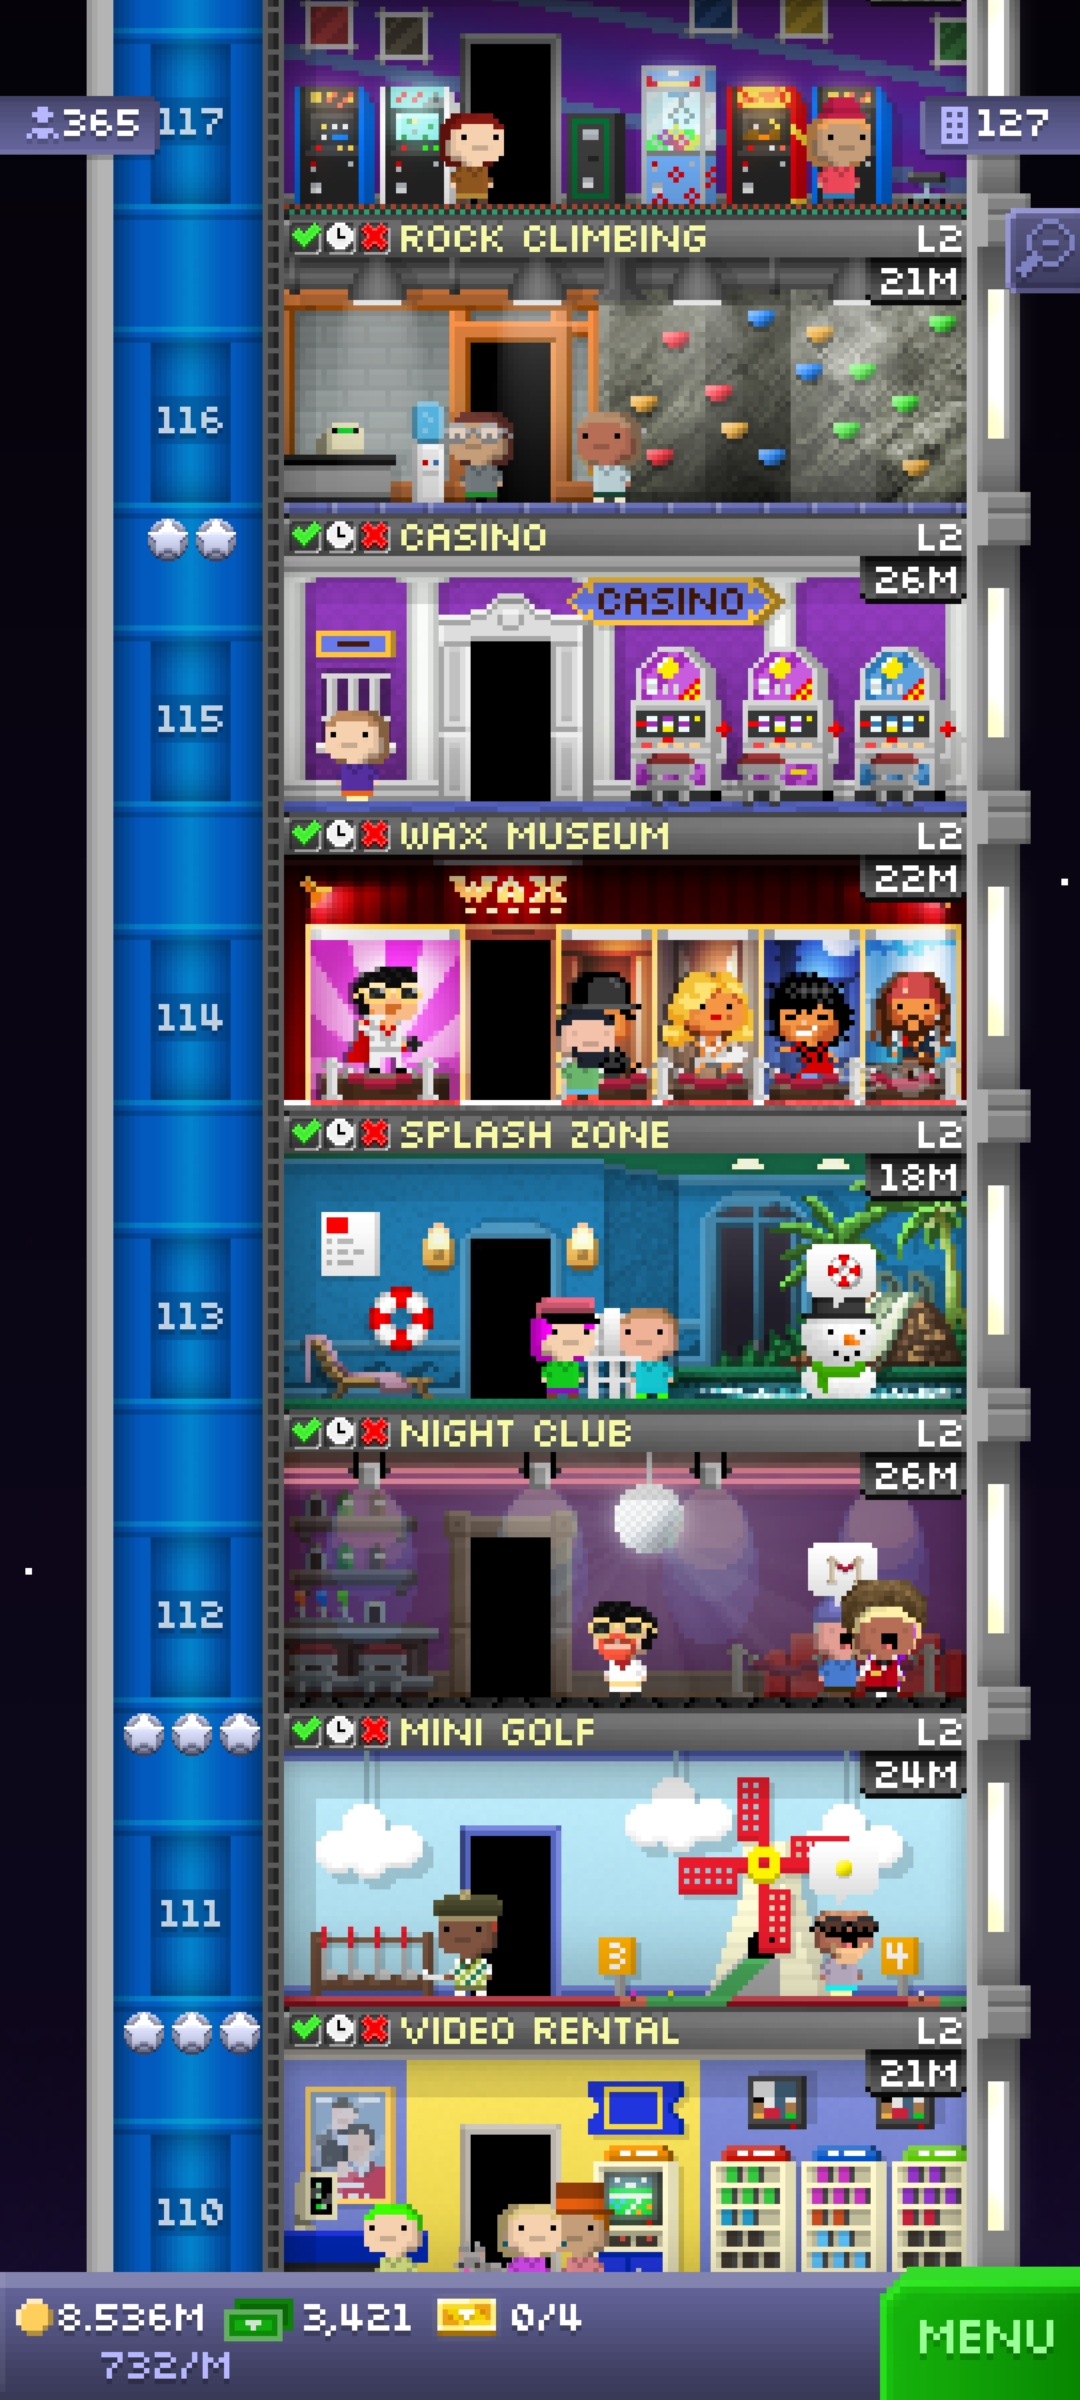 365
117
127
ROCK CLIMBING L2
21M
116
CASINO L2
26M
CASINO
115
WAX MUSEUM L2
22M
WAX
114
SPLASH ZONE L2
18M
113
NIGHT CLUB L2
26M
M
112
MINI GOLF L2
24M
111
3
4
VIDEO RENTAL L2
21M
110
8.536M 3,421 0/4
732/M
MENU